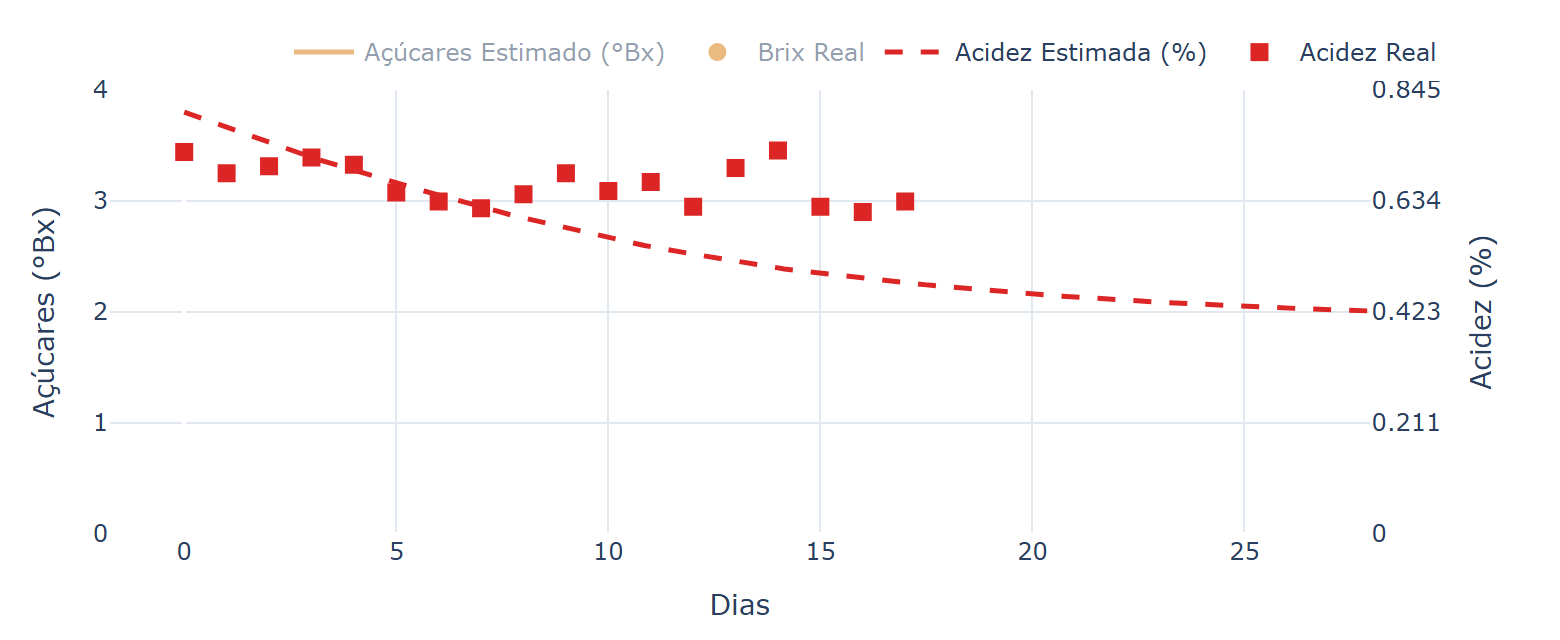 Açúcares Estimado (°Bx) Brix Real Acidez Estimada (%) Acidez Real
4 0.845
3 0.634
2 0.423
1 0.211
0 0
Açúcares (°Bx)
Acidez (%)
0 5 10 15 20 25
Dias